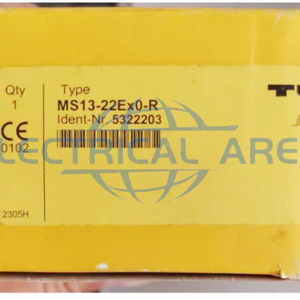 Qty
1
Type
MS13-22Ex0-R
Ident-Nr. 5322203
CE
0102
2305H
ELECTRICAL ARE